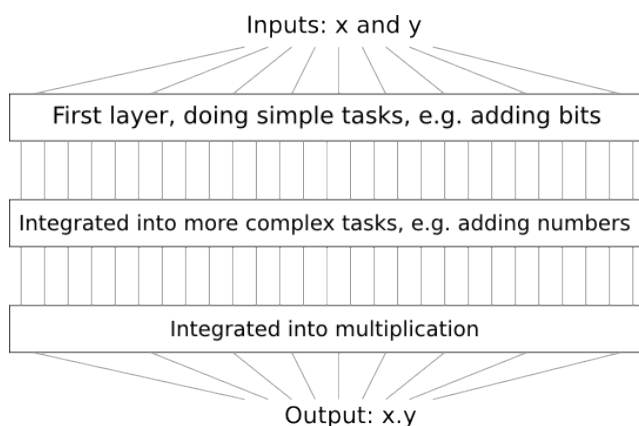 Inputs: x and y
First layer, doing simple tasks, e.g. adding bits
Integrated into more complex tasks, e.g. adding numbers
Integrated into multiplication
Output: x.y